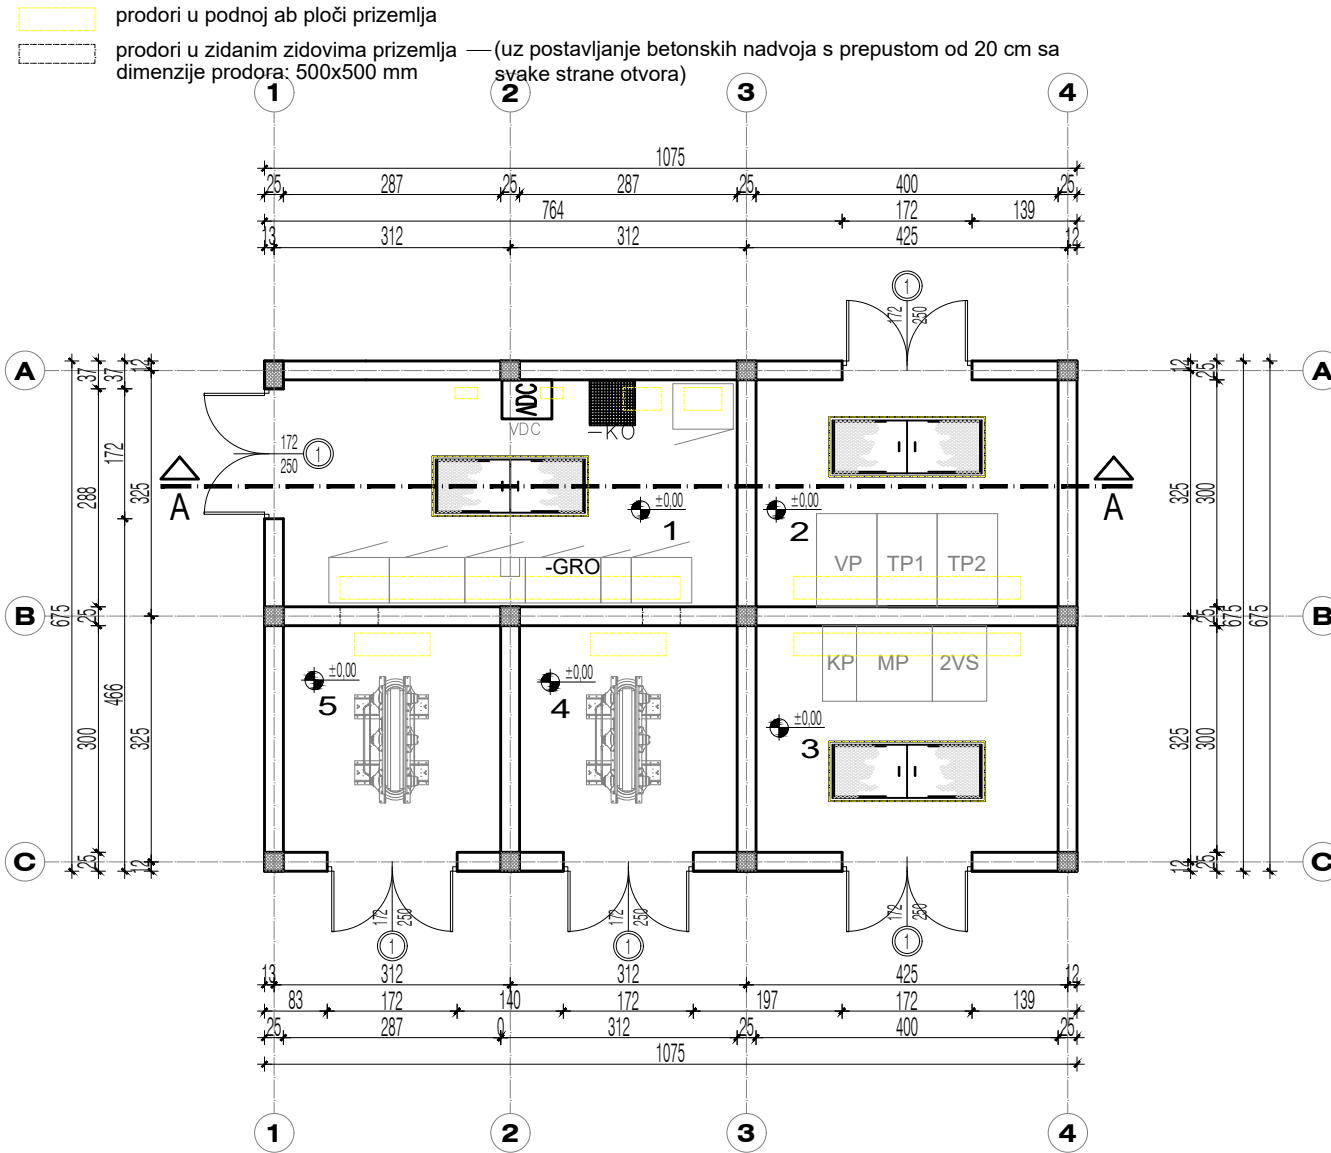 prodori u podnoj ab ploči prizemlja
prodori u zidanim zidovima prizemlja (uz postavljanje betonskih nadvoja s prepustom od 20 cm sa
dimenzije prodora: 500x500 mm svake strane otvora)
1 2 3 4
1075
25 287 25 287 25 400 25
764 172 139
13 312 312 425 12
1
172 250
A A
12 37 37
12 25
ADC
VDC
-KO
172 250 1
172
288
325
A A
±0,00 ±0,00
1 2
325 300
-GRO
VP TP1 TP2
B B
675 25
25 675 675
KP MP 2VS
±0,00 ±0,00
5 4
±0,00
3
466
300 325
325 300
C C
25 12
12 25
172 250 172 250 172 250
1 1 1
13 312 312 425 12
83 172 140 172 197 172 139
25 287 0 312 25 400 25
1075
1 2 3 4